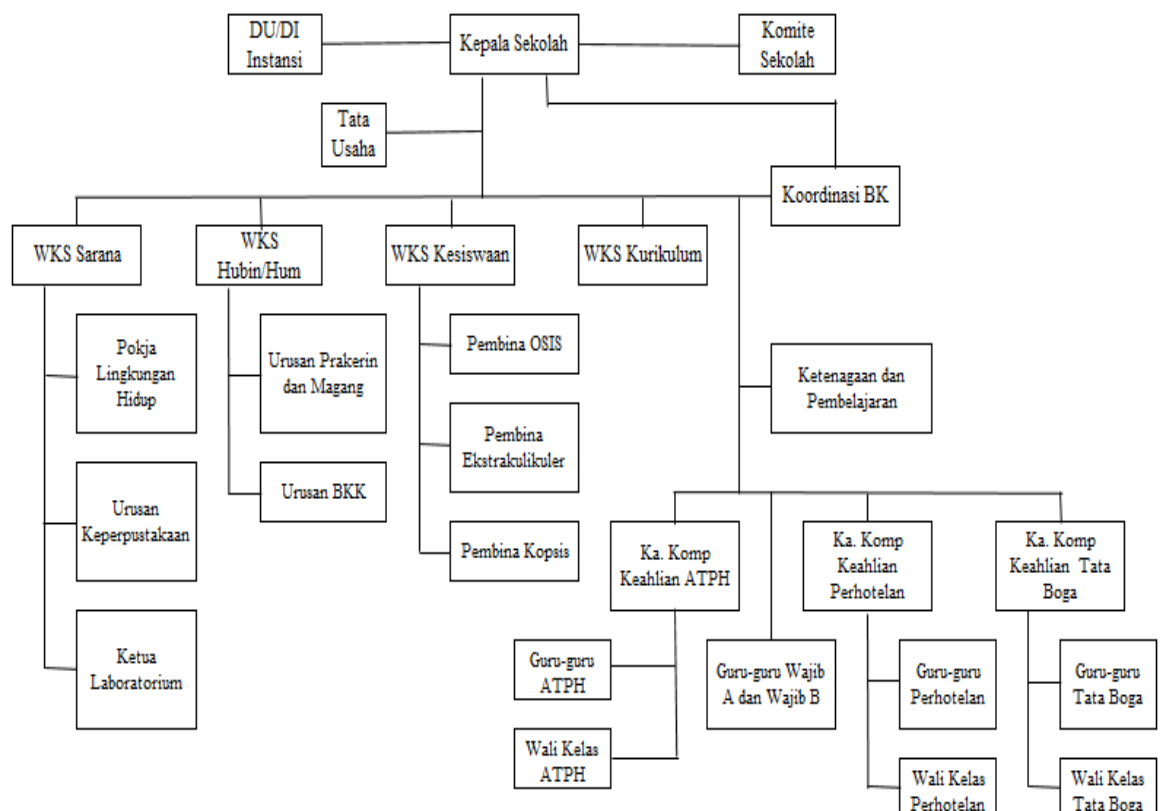 DU/DI
Instansi
Kepala Sekolah
Komite
Sekolah
Tata
Usaha
Koordinasi BK
WKS Sarana
WKS
Hubin/Hum
WKS Kesiswaan
WKS Kurikulum
Pokja
Lingkungan
Hidup
Urusan Prakerin
dan Magang
Pembina OSIS
Ketenagaan dan
Pembelajaran
Pembina
Ekstrakulikuler
Urusan
Keperpustakaan
Urusan BKK
Pembina Kopsis
Ka. Komp
Keahlian ATPH
Ka. Komp
Keahlian
Perhotelan
Ka. Komp
Keahlian Tata
Boga
Ketua
Laboratorium
Guru-guru
ATPH
Guru-guru Wajib
A dan Wajib B
Guru-guru
Perhotelan
Guru-guru
Tata Boga
Wali Kelas
ATPH
Wali Kelas
Perhotelan
Wali Kelas
Tata Boga